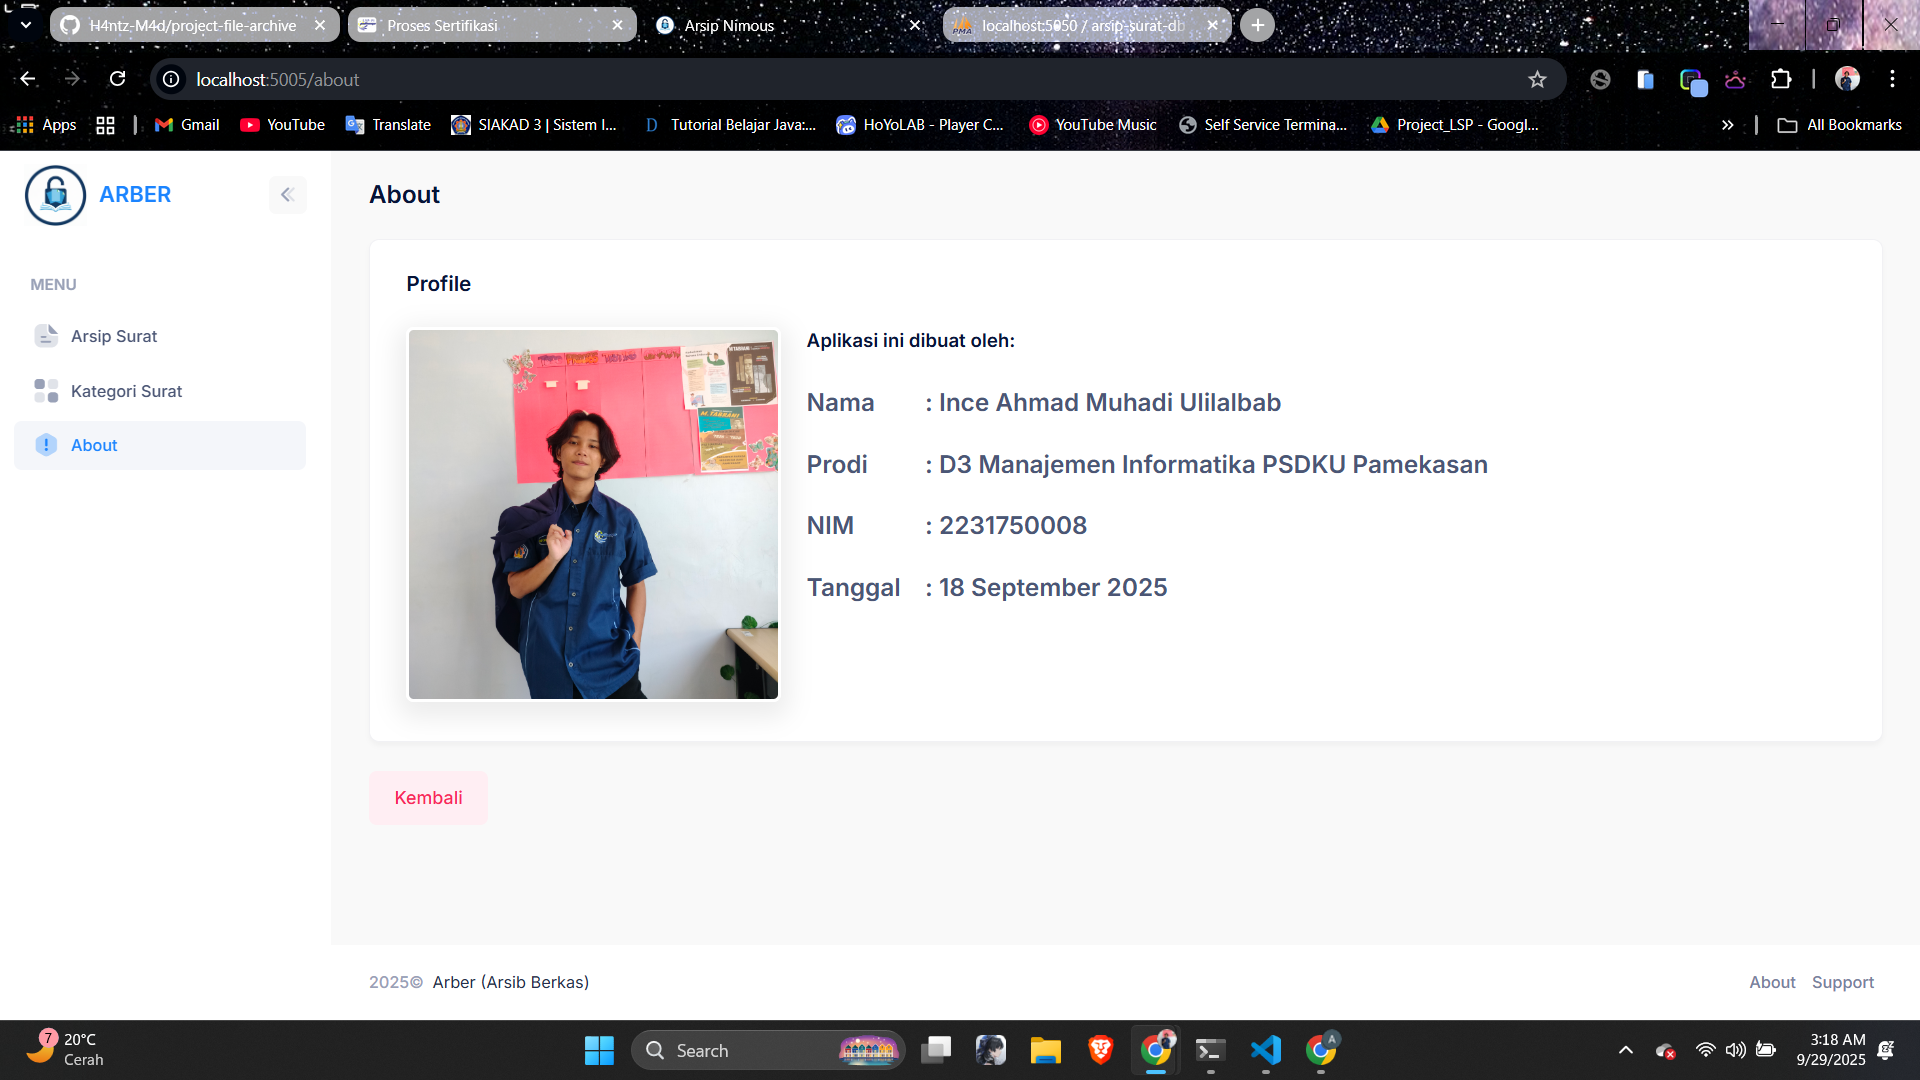 H4ntz-M4d/project-file-archive
Proses Sertifikasi
Arsip Nimous
localhost:5050 / arsip-surat-db
localhost:5005/about
Apps
Gmail
YouTube
Translate
SIAKAD 3 | Sistem I...
Tutorial Belajar Java:...
HoYoLAB - Player C...
YouTube Music
Self Service Termina...
Project_LSP - Googl...
All Bookmarks
ARBER
MENU
Arsip Surat
Kategori Surat
About
About
Profile
Aplikasi ini dibuat oleh:
Nama : Ince Ahmad Muhadi Ulilalbab
Prodi : D3 Manajemen Informatika PSDKU Pamekasan
NIM : 2231750008
Tanggal : 18 September 2025
Kembali
2025© Arber (Arsib Berkas)
About Support
7
20°C
Cerah
Search
A
3:18 AM
9/29/2025